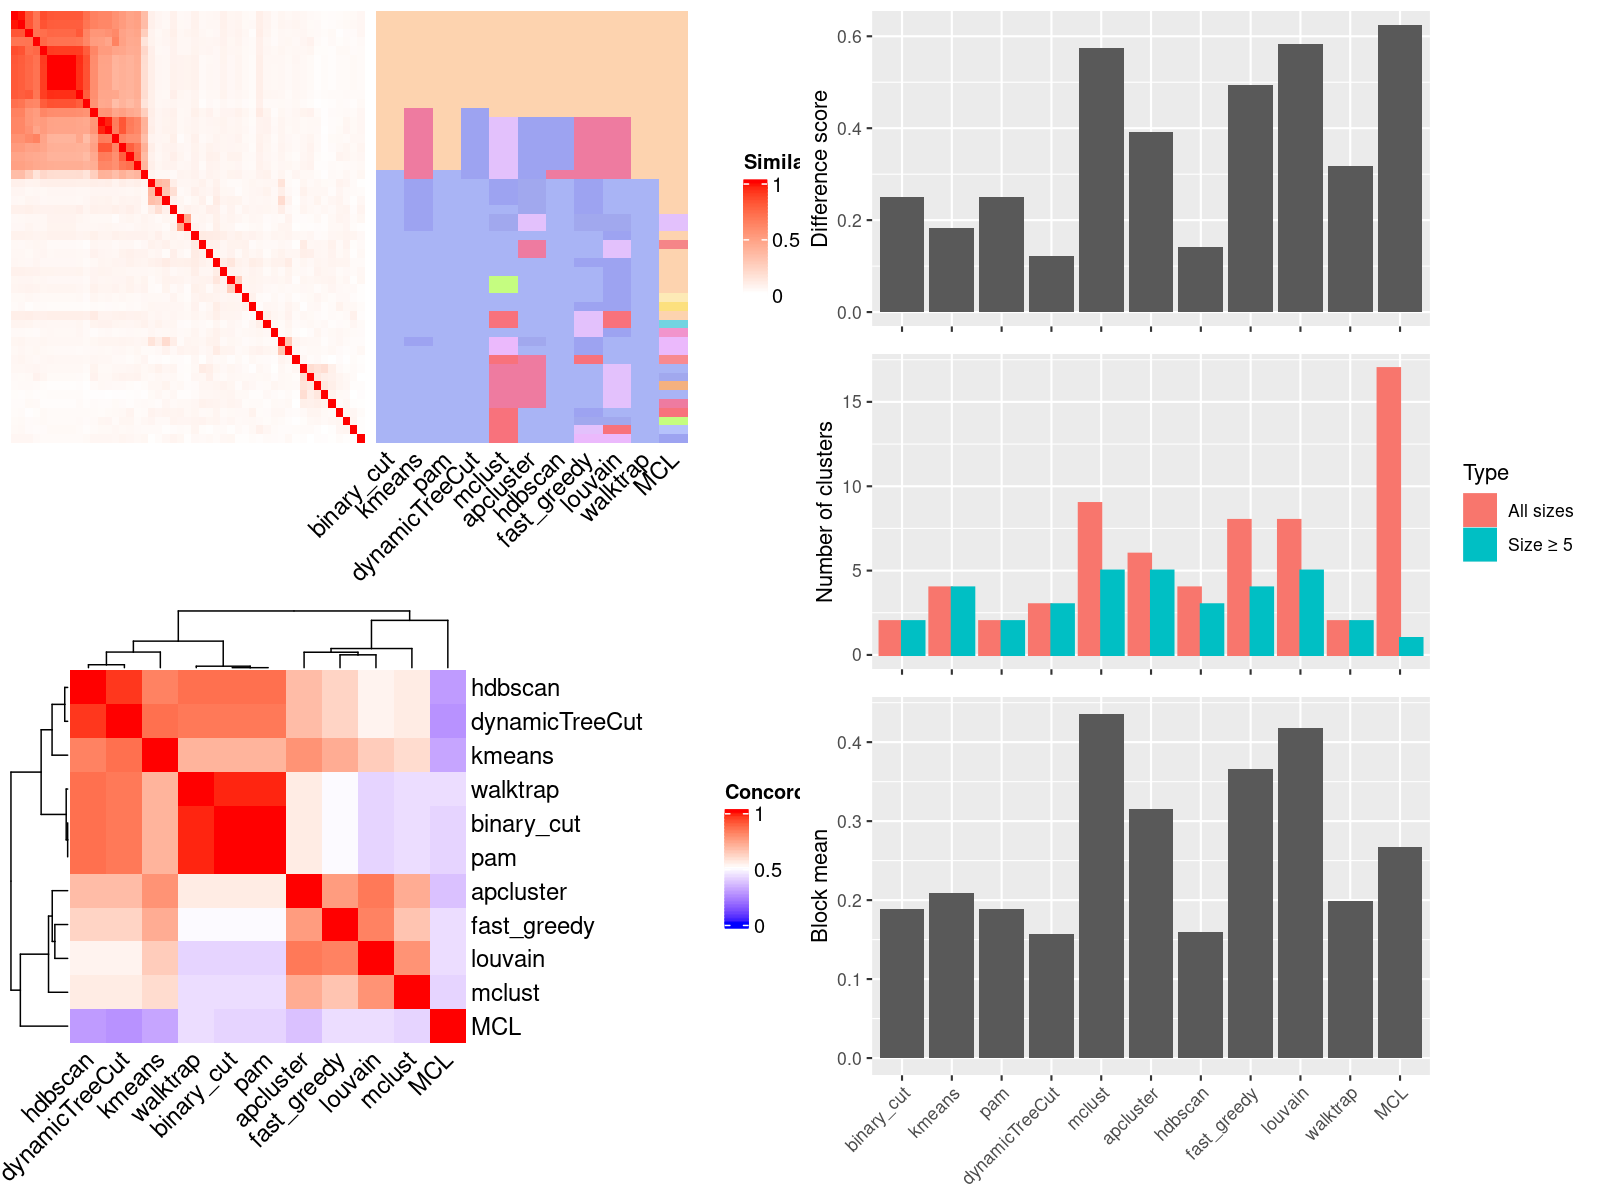 Simila
1
0.5
0
binary_cut
kmeans
pam
dynamicTreeCut
mclust
apcluster
hdbscan
fast_greedy
louvain
walktrap
MCL
hdbscan
dynamicTreeCut
kmeans
walktrap
binary_cut
pam
apcluster
fast_greedy
louvain
mclust
MCL
hdbscan
dynamicTreeCut
kmeans
walktrap
binary_cut
pam
apcluster
fast_greedy
louvain
mclust
MCL
Concord
1
0.5
0
Difference score
0.6
0.4
0.2
0.0
Number of clusters
15
10
5
0
Type
All sizes
Size ≥ 5
Block mean
0.4
0.3
0.2
0.1
0.0
binary_cut
kmeans
pam
dynamicTreeCut
mclust
apcluster
hdbscan
fast_greedy
louvain
walktrap
MCL